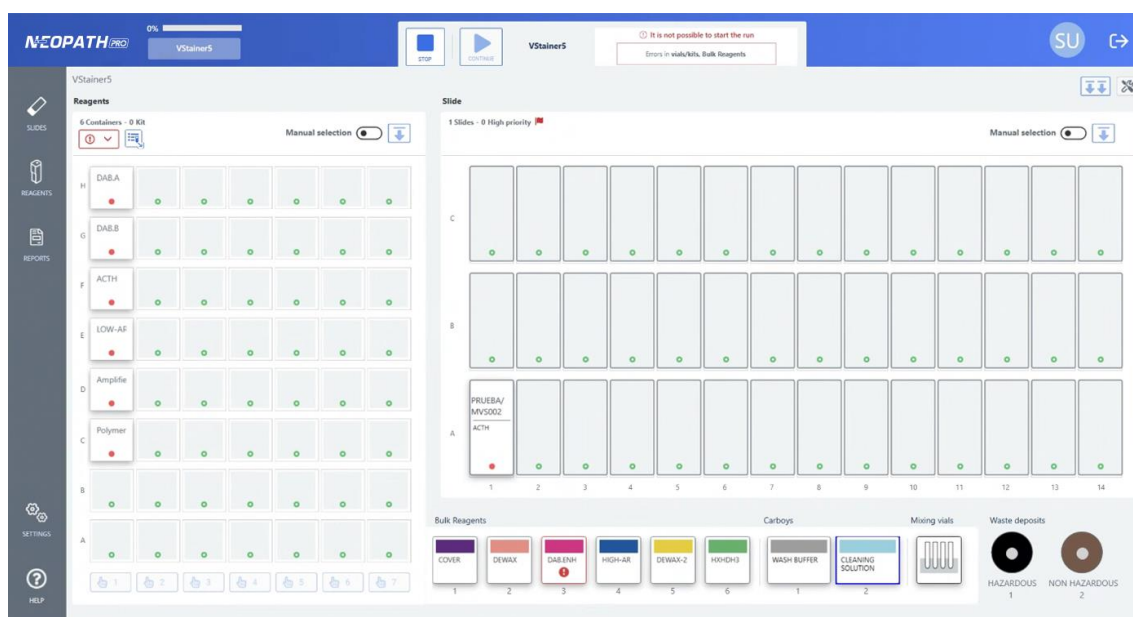 NEOPATH PRO
0%
VStainer5
STOP
CONTINUE
VStainer5
It is not possible to start the run
Errors in vials/kits, Bulk Reagents
SU
SLIDES
REAGENTS
REPORTS
SETTINGS
HELP
VStainer5
Reagents
6 Containers - 0 Kit
Manual selection
H
DAB.A
G
DAB.B
F
ACTH
E
LOW-AF
D
Amplifie
C
Polymer
B
A
1 2 3 4 5 6 7
Slide
1 Slides - 0 High priority
Manual selection
C
B
A
PRUEBA/
MVS002
ACTH
1 2 3 4 5 6 7 8 9 10 11 12 13 14
Bulk Reagents
COVER
DEWAX
DAB.ENH
HIGH-AR
DEWAX-2
HXHDH3
1 2 3 4 5 6
Carboys
WASH BUFFER
CLEANING
SOLUTION
1 2
Mixing vials
Waste deposits
HAZARDOUS
1
NON HAZARDOUS
2